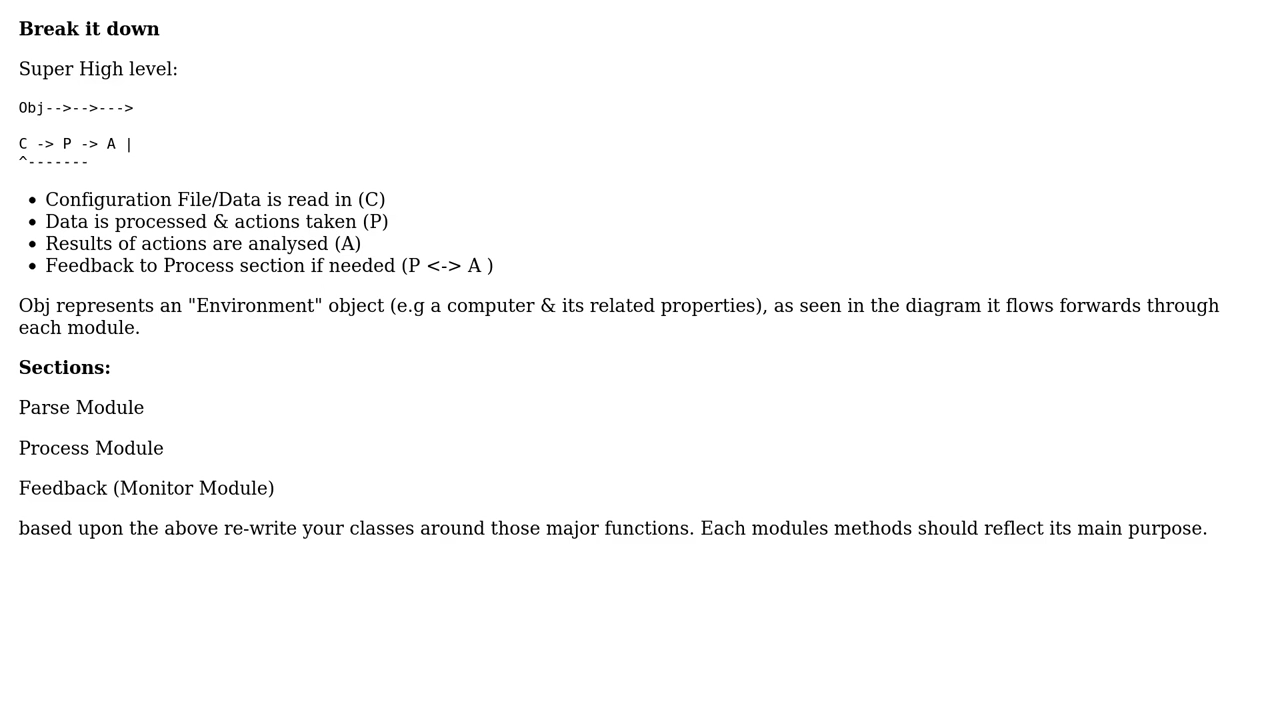 Break it down
Super High level:
Obj-->-->--->
C -> P -> A |
^-------
• Configuration File/Data is read in (C)
• Data is processed & actions taken (P)
• Results of actions are analysed (A)
• Feedback to Process section if needed (P <-> A )
Obj represents an "Environment" object (e.g a computer & its related properties), as seen in the diagram it flows forwards through
each module.
Sections:
Parse Module
Process Module
Feedback (Monitor Module)
based upon the above re-write your classes around those major functions. Each modules methods should reflect its main purpose.